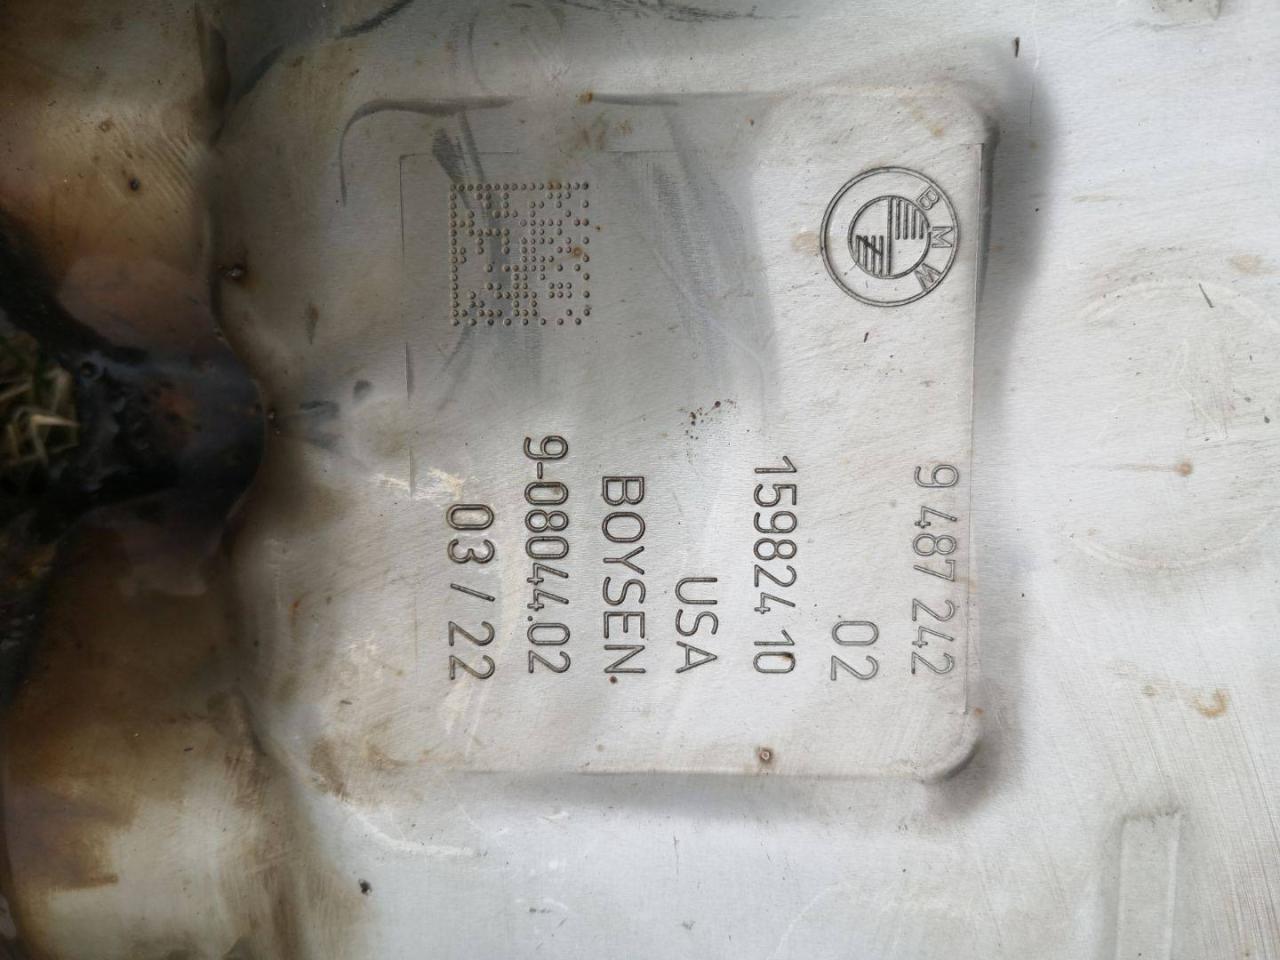 BMW
9 487 242
02
159824 10
USA
BOYSEN
9-08044.02
03 / 22